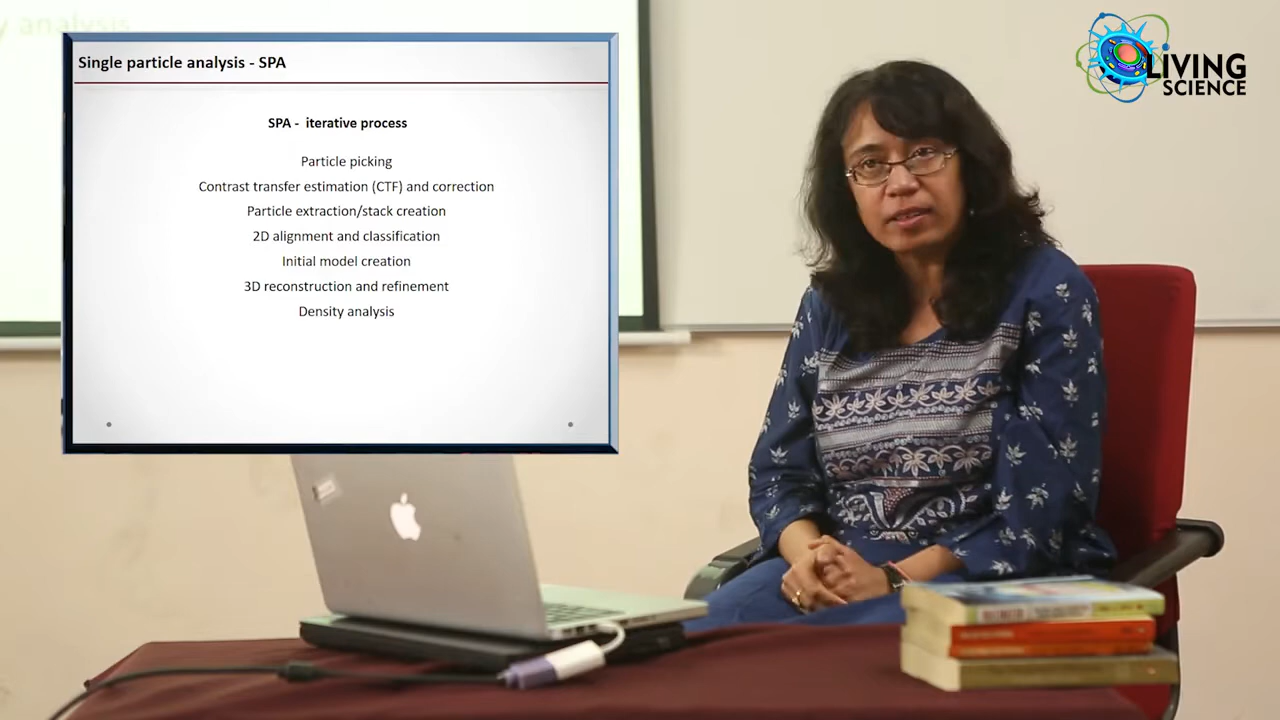 y analysis
Single particle analysis - SPA
SPA - iterative process
Particle picking
Contrast transfer estimation (CTF) and correction
Particle extraction/stack creation
2D alignment and classification
Initial model creation
3D reconstruction and refinement
Density analysis
LIVING
SCIENCE